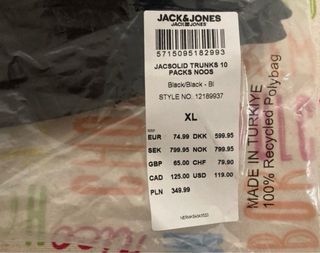 JACK&JONES
JACK&JONES
5715095182993
JACSOLID TRUNKS 10
PACKS NOOS
Black/Black - Bl
STYLE NO.: 12189937
XL
EUR 74.99 DKK 599.95
SEK 799.95 NOK 799.95
GBP 65.00 CHF 79.90
CAD 125.00 USD 119.00
PLN 349.99
MADE IN TURKIYE
100% Recycled Polybag